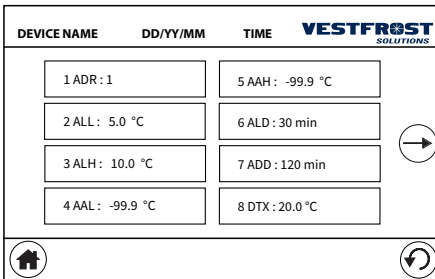 DEVICE NAME DD/YY/MM TIME VESTFROST
SOLUTIONS
1 ADR : 1
2 ALL : 5.0 °C
3 ALH : 10.0 °C
4 AAL : -99.9 °C
5 AAH : -99.9 °C
6 ALD : 30 min
7 ADD : 120 min
8 DTX : 20.0 °C